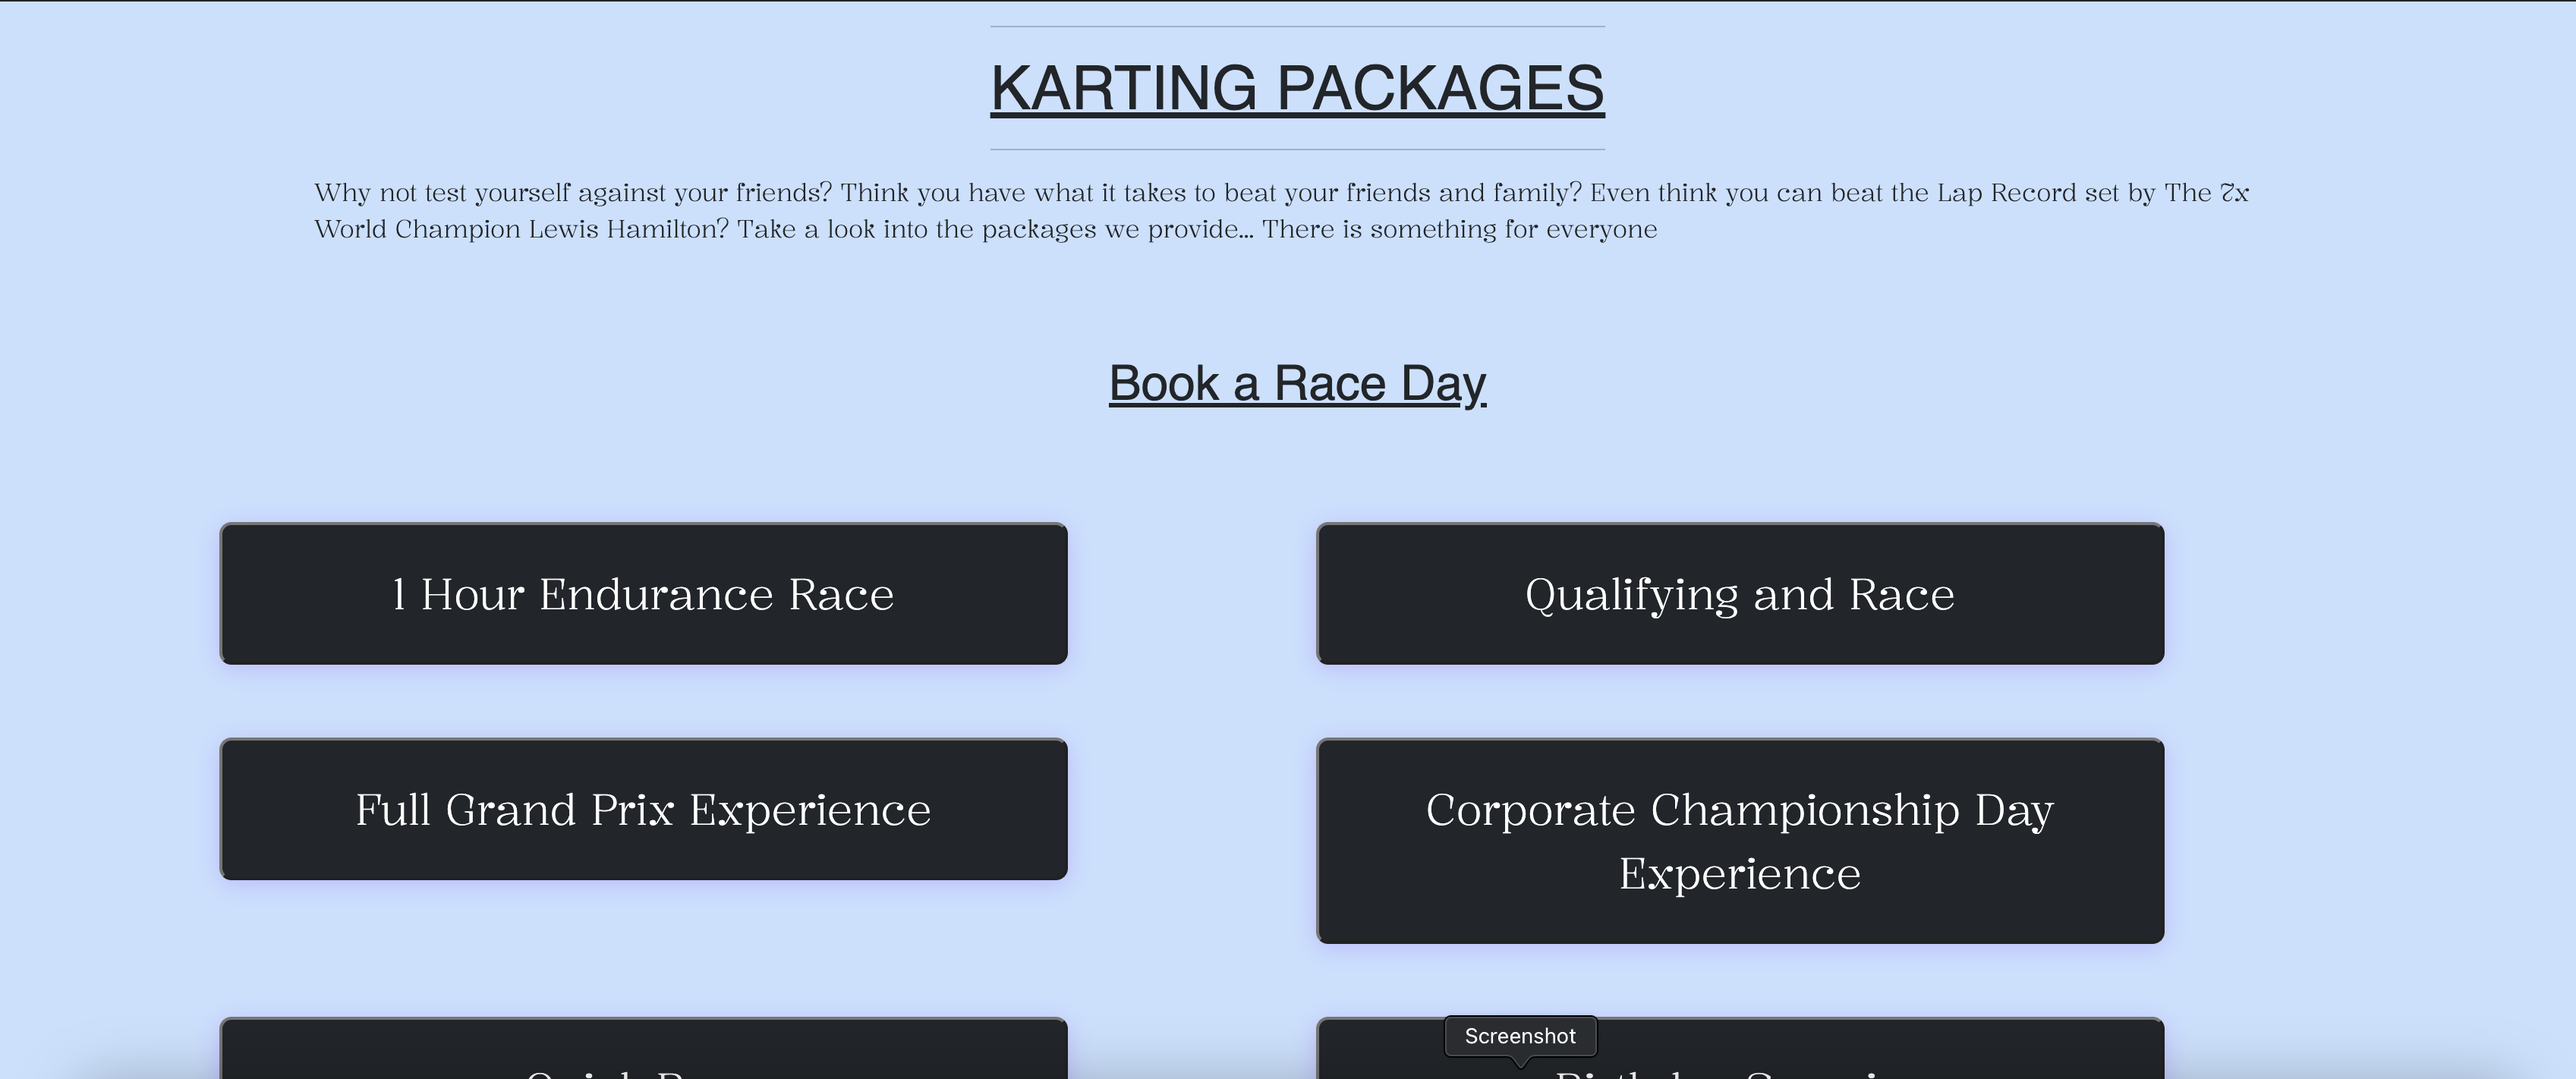 KARTING PACKAGES
Why not test yourself against your friends? Think you have what it takes to beat your friends and family? Even think you can beat the Lap Record set by The 7x
World Champion Lewis Hamilton? Take a look into the packages we provide... There is something for everyone
Book a Race Day
1 Hour Endurance Race
Qualifying and Race
Full Grand Prix Experience
Corporate Championship Day
Experience
Screenshot